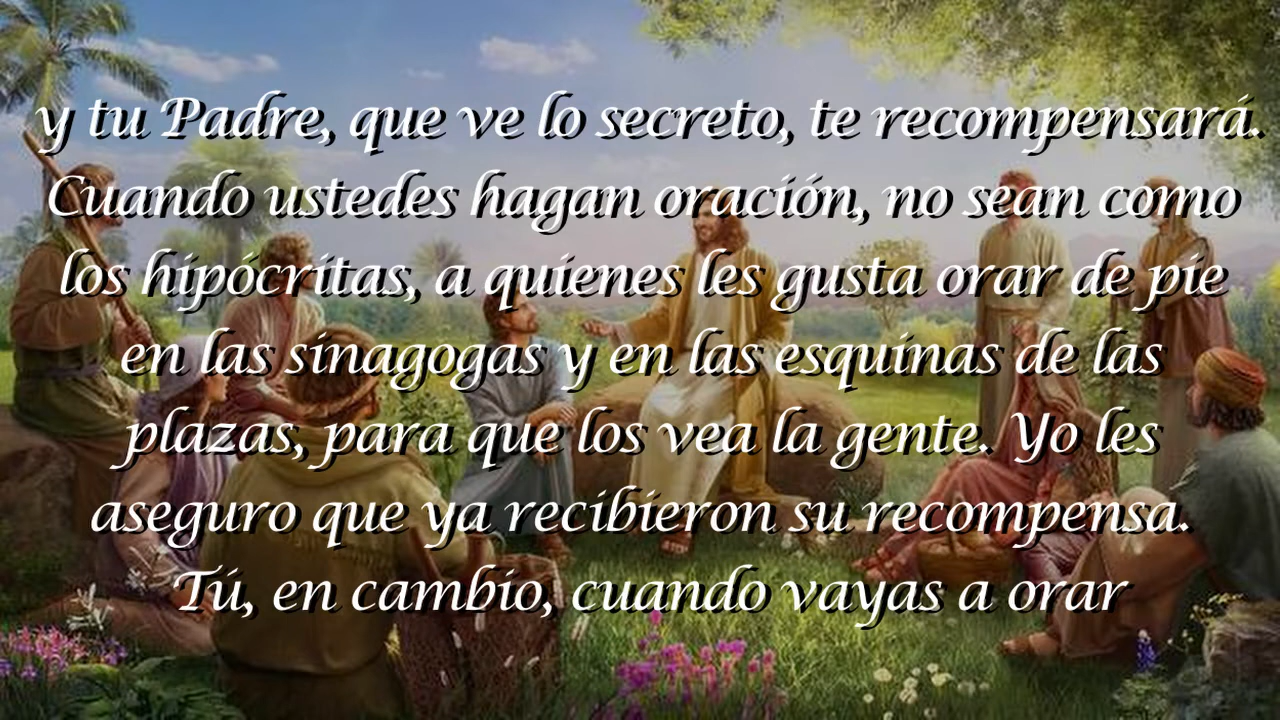 y tu Padre, que ve lo secreto, te recompensará.
Cuando ustedes hagan oración, no sean como
los hipócritas, a quienes les gusta orar de pie
en las sinagogas y en las esquinas de las
plazas, para que los vea la gente. Yo les
aseguro que ya recibieron su recompensa.
Tú, en cambio, cuando vayas a orar